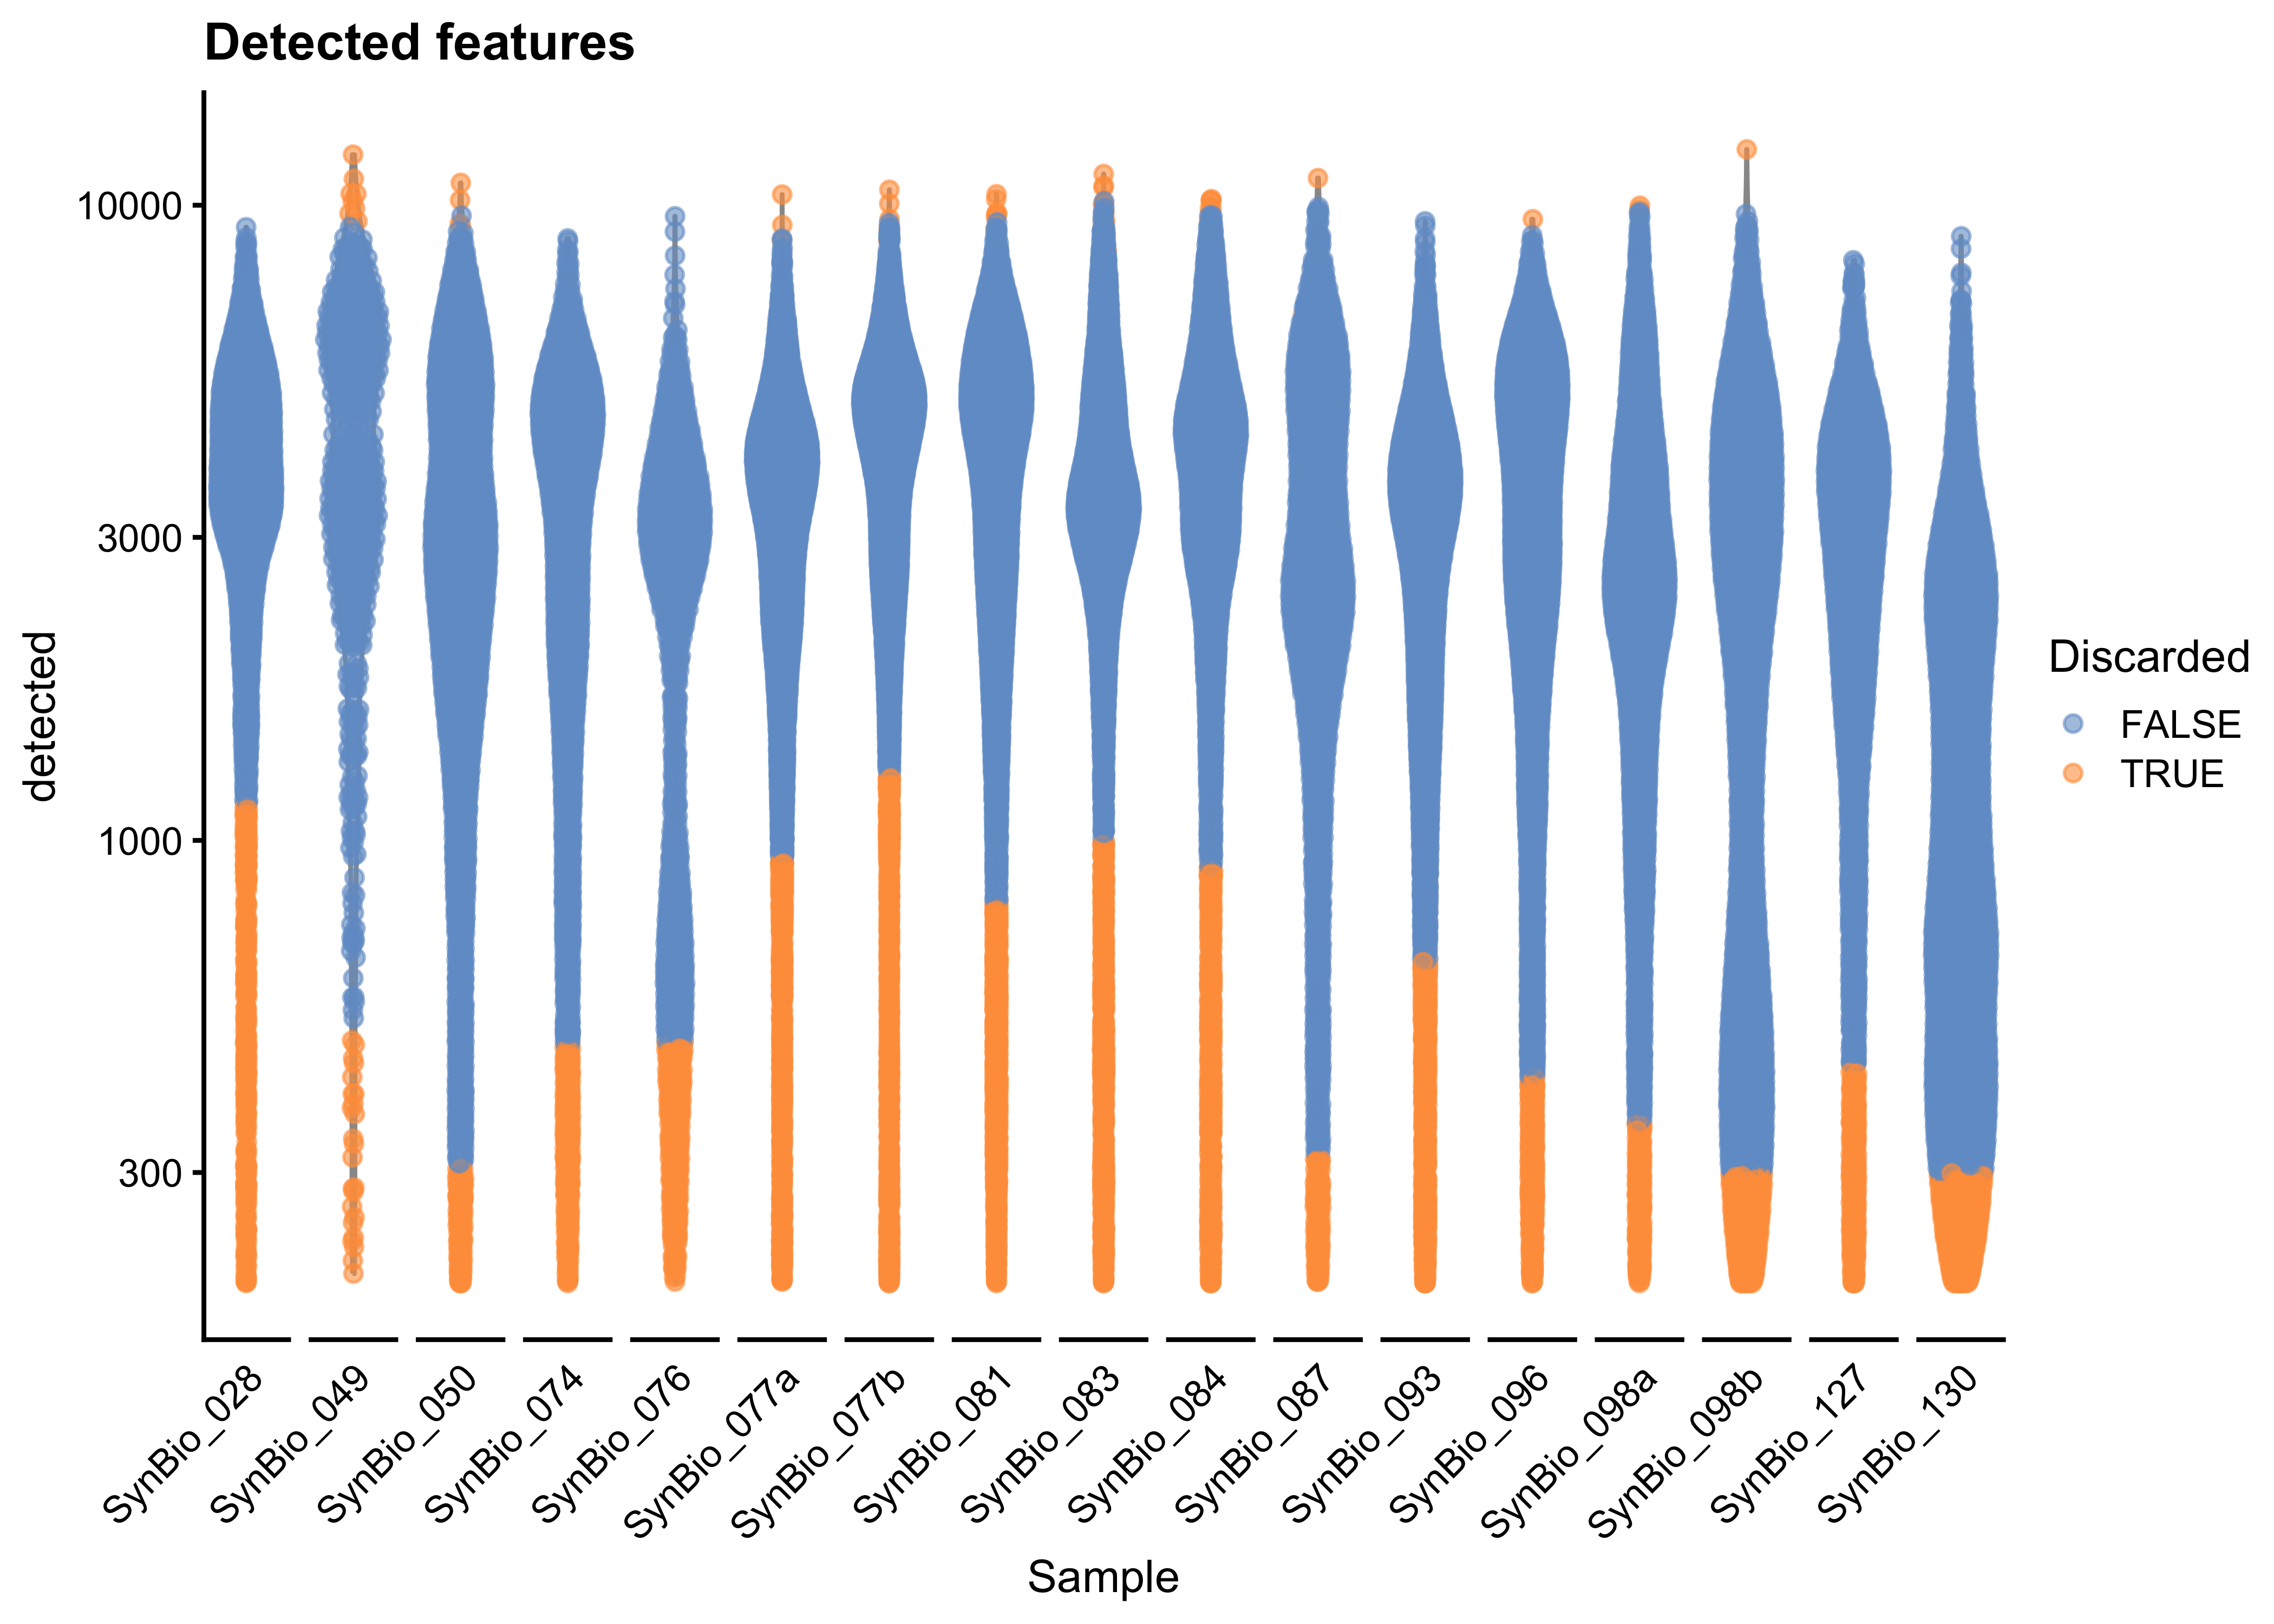 Detected features
10000
3000
1000
300
detected
SynBio_028
SynBio_049
SynBio_050
SynBio_074
SynBio_076
SynBio_077a
SynBio_077b
SynBio_081
SynBio_083
SynBio_084
SynBio_087
SynBio_093
SynBio_096
SynBio_098a
SynBio_098b
SynBio_127
SynBio_130
Sample
Discarded
FALSE
TRUE